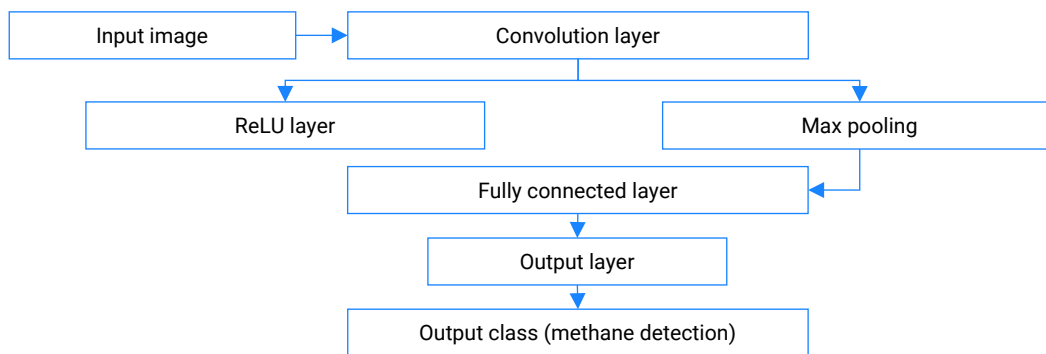 Input image
Convolution layer
ReLU layer
Max pooling
Fully connected layer
Output layer
Output class (methane detection)